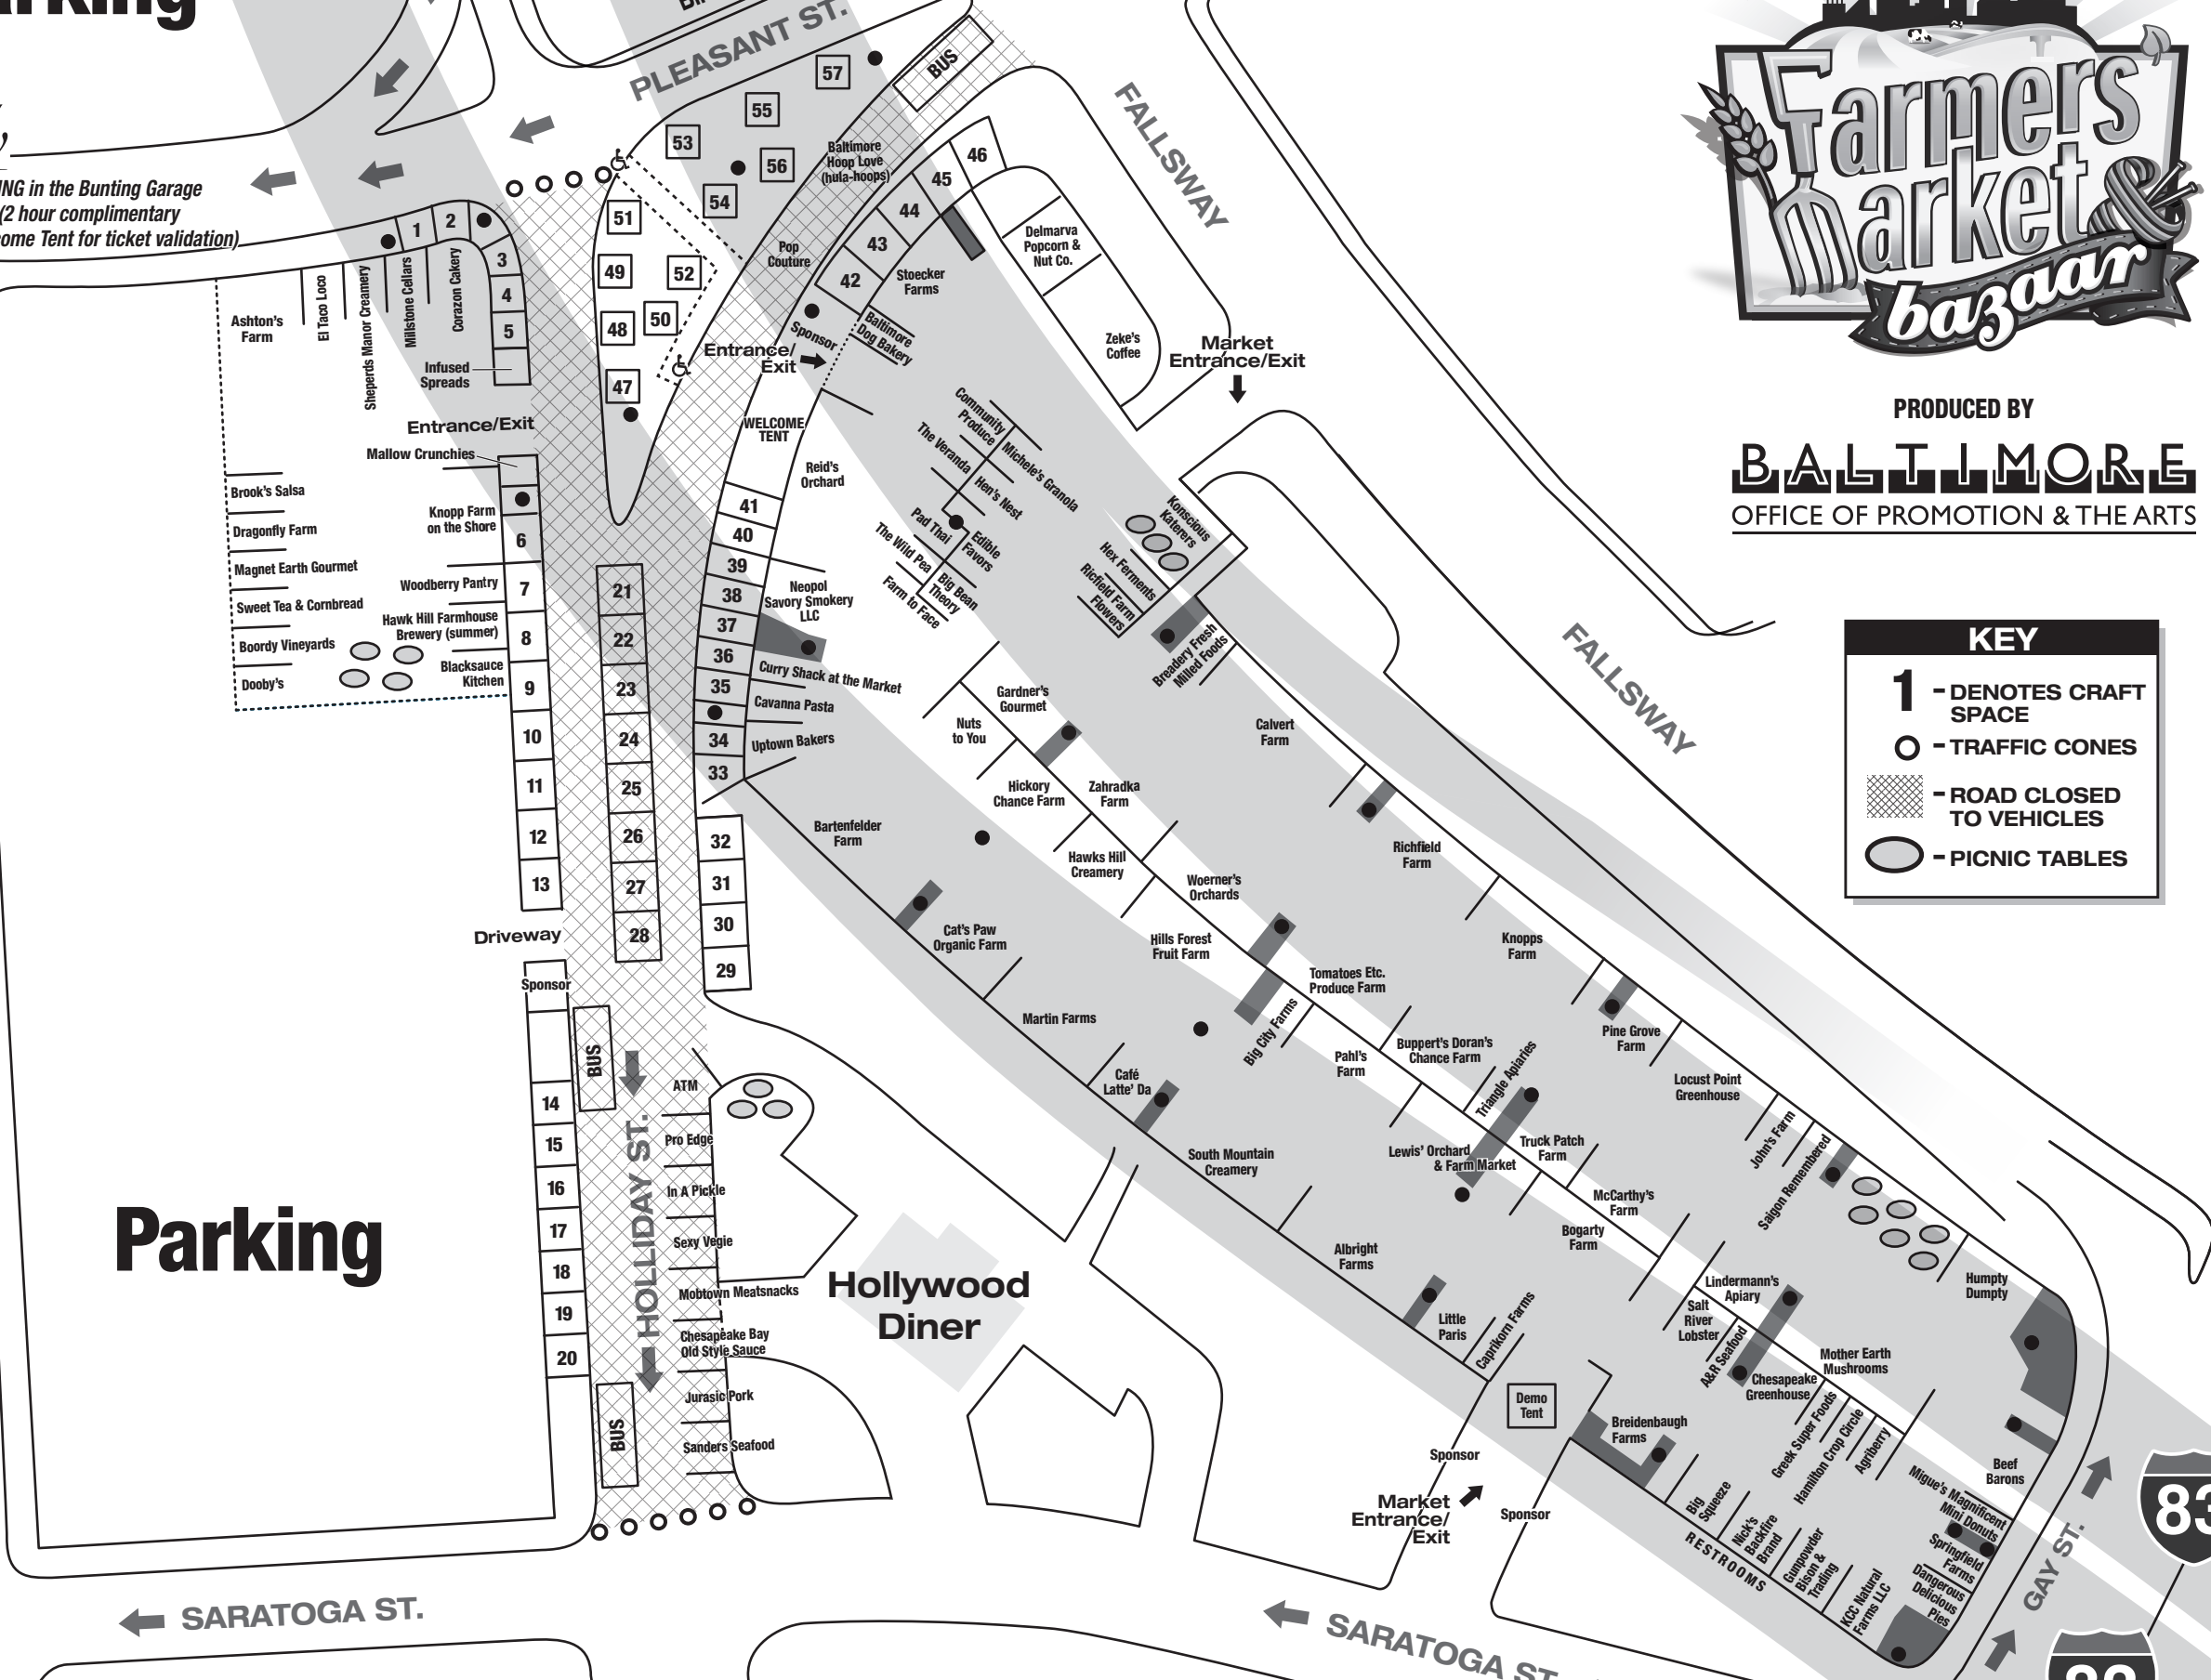 Parking
PLEASANT ST.
ING in the Bunting Garage
(2 hour complimentary
come Tent for ticket validation)
57
55
53
56
54
51
49
52
50
48
47
BUS
Baltimore
Hoop Love
(hula-hoops)
Pop
Couture
46
45
44
43
42
Stoecker
Farms
Sponsor
Baltimore
Dog Bakery
Entrance/
Exit
Delmarva
Popcorn &
Nut Co.
Zeke's
Coffee
FALLSWAY
Market
Entrance/Exit
Farmers
Market &
bazaar
PRODUCED BY
BALTIMORE
OFFICE OF PROMOTION & THE ARTS
KEY
1 - DENOTES CRAFT
SPACE
- TRAFFIC CONES
- ROAD CLOSED
TO VEHICLES
- PICNIC TABLES
1
2
3
4
5
Ashton's
Farm
El Taco Loco
Sheperds Manor Creamery
Millstone Cellars
Corazon Cakery
Infused
Spreads
Entrance/Exit
Mallow Crunchies
Brook's Salsa
Dragonfly Farm
Magnet Earth Gourmet
Sweet Tea & Cornbread
Boordy Vineyards
Dooby's
Knopp Farm
on the Shore
Woodberry Pantry
Hawk Hill Farmhouse
Brewery (summer)
Blacksauce
Kitchen
6
7
8
9
10
11
12
13
Driveway
Sponsor
BUS
14
15
16
17
18
19
20
BUS
21
22
23
24
25
26
27
28
WELCOME
TENT
Reid's
Orchard
41
40
39
38
37
36
35
34
33
32
31
30
29
Neopol
Savory Smokery
LLC
Curry Shack at the Market
Cavanna Pasta
Uptown Bakers
HOLLIDAY ST.
ATM
Pro Edge
In A Pickle
Sexy Vegie
Mobtown Meatsnacks
Chesapeake Bay
Old Style Sauce
Jurasic Pork
Sanders Seafood
Parking
Hollywood
Diner
Community
Produce
Michele's Granola
The Veranda
Hen's Nest
Pad Thai
Edible
Favors
The Wild Pea
Big Bean
Theory
Farm to Face
Konscious
Katerers
Hex Ferments
Ricfield Farm
Flowers
Breadery Fresh
Milled Foods
FALLSWAY
Gardner's
Gourmet
Nuts
to You
Hickory
Chance Farm
Zahradka
Farm
Calvert
Farm
Bartenfelder
Farm
Hawks Hill
Creamery
Woerner's
Orchards
Richfield
Farm
Cat's Paw
Organic Farm
Hills Forest
Fruit Farm
Tomatoes Etc.
Produce Farm
Knopps
Farm
Martin Farms
Big City Farms
Pahl's
Farm
Buppert's Doran's
Chance Farm
Triangle Apiaries
Pine Grove
Farm
Café
Latte' Da
Locust Point
Greenhouse
South Mountain
Creamery
Lewis' Orchard
& Farm Market
Truck Patch
Farm
John's Farm
Saigon Remembered
McCarthy's
Farm
Bogarty
Farm
Albright
Farms
Little
Paris
Caprikorn Farms
Lindermann's
Apiary
Salt
River
Lobster
A&R Seafood
Humpty
Dumpty
Mother Earth
Mushrooms
Chesapeake
Greenhouse
Demo
Tent
Breidenbaugh
Farms
Greek Super Foods
Hamilton Crop Circle
Agriberry
Beef
Barons
Migue's Magnificent
Mini Donuts
Springfield
Farms
Dangerous
Delicious
Pies
Big
Squeeze
Nick's
Backfire
Brand
Gunpowder
Bison &
Trading
KCC Natural
Farms LLC
RESTROOMS
Sponsor
Market
Entrance/
Exit
Sponsor
GAY ST.
83
SARATOGA ST.
SARATOGA ST.